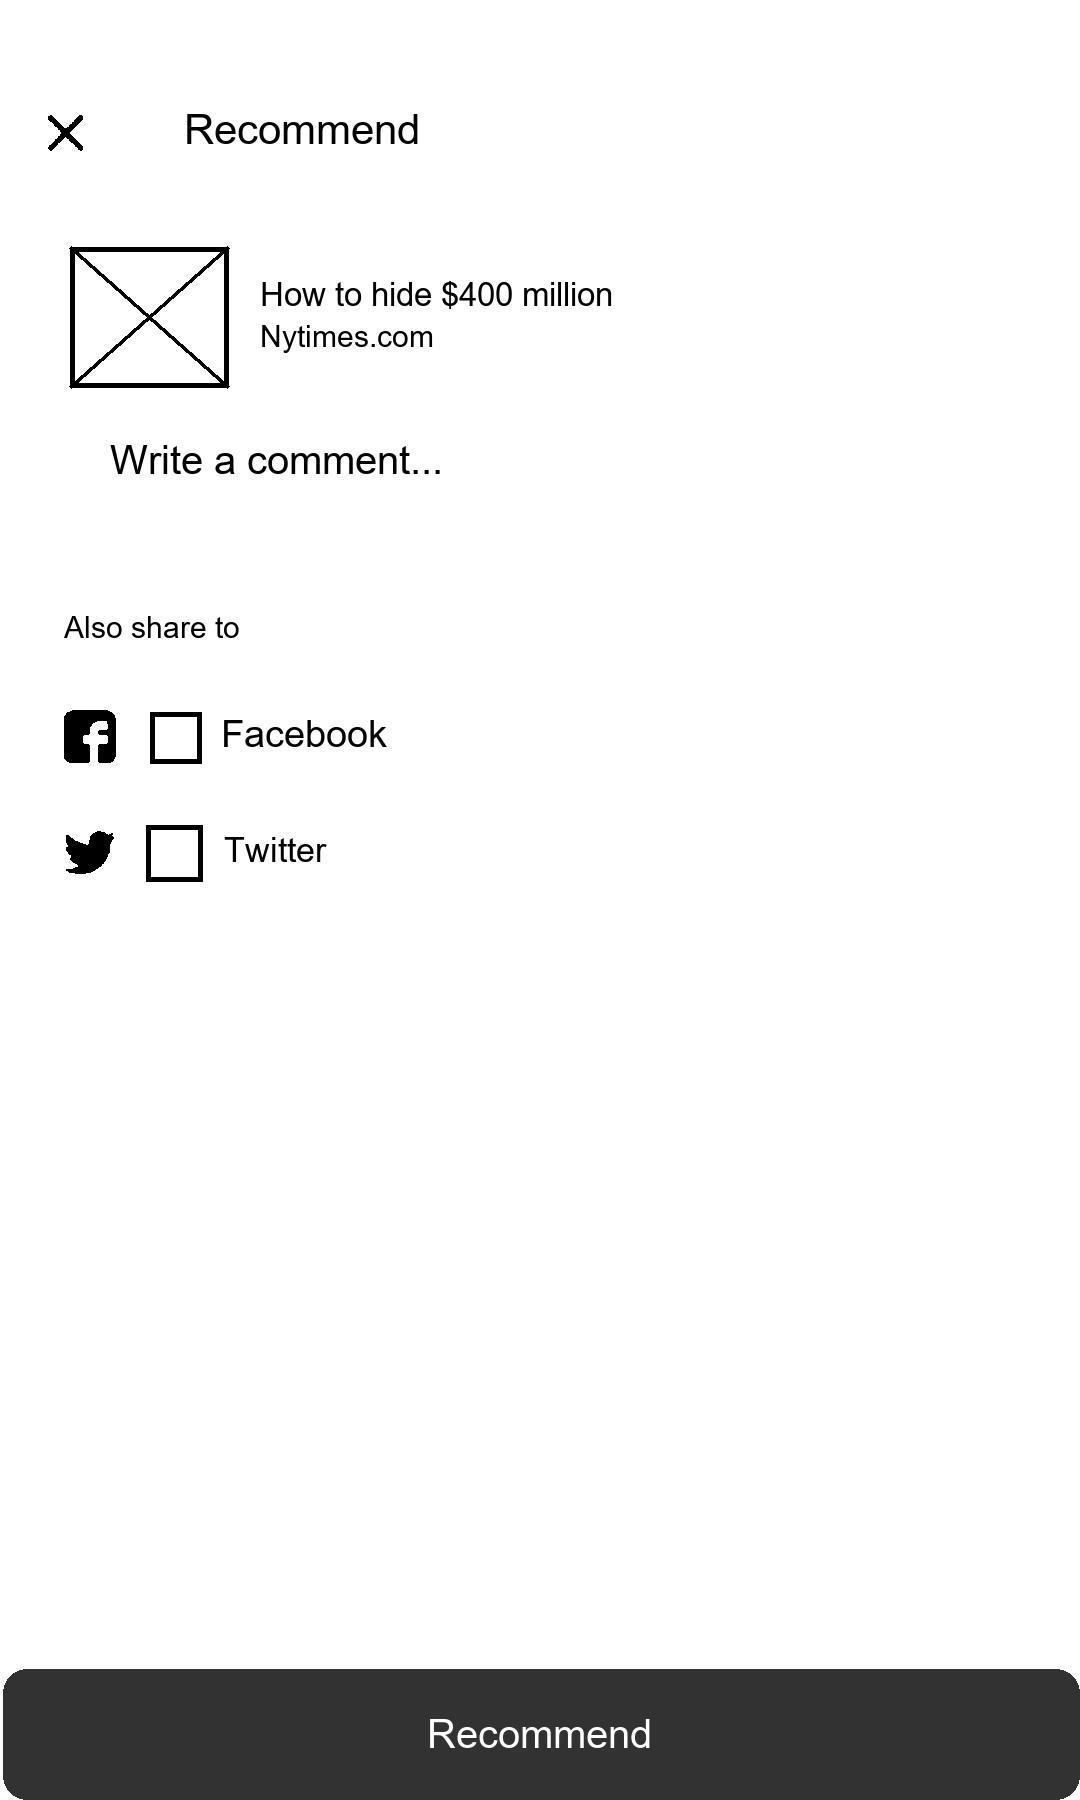 Recommend
How to hide $400 million
Nytimes.com
Write a comment...
Also share to
Facebook
Twitter
Recommend